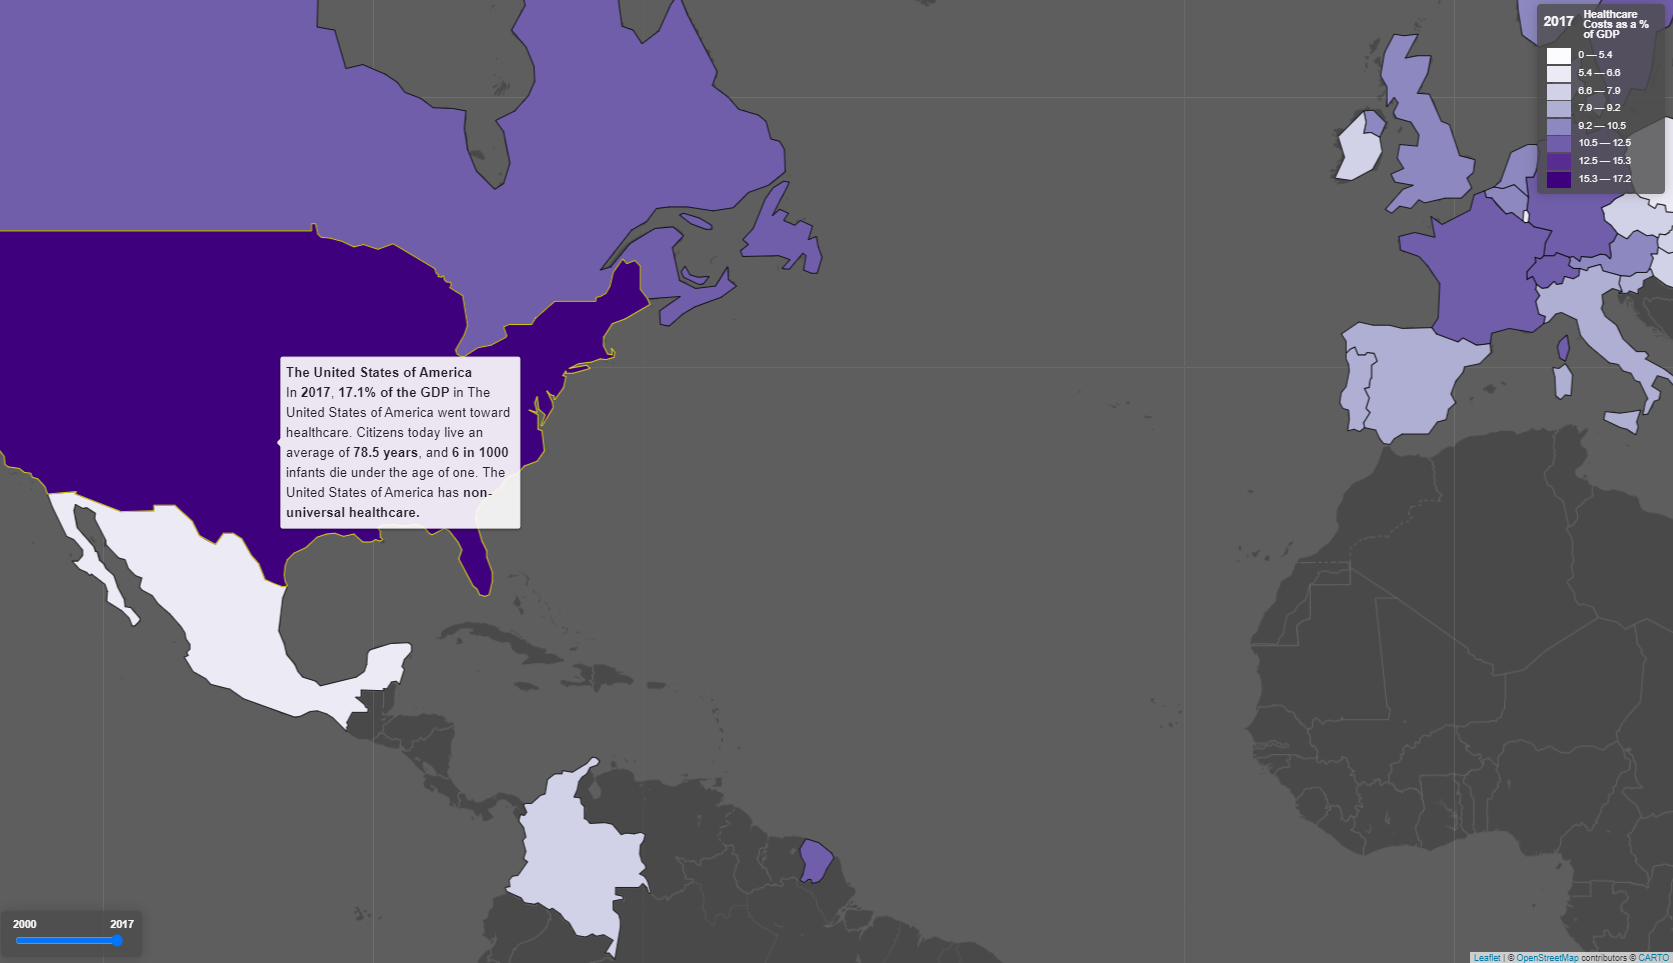 2017
Healthcare
Costs as a %
of GDP
0 — 5.4
5.4 — 6.6
6.6 — 7.9
7.9 — 9.2
9.2 — 10.5
10.5 — 12.5
12.5 — 15.3
15.3 — 17.2
The United States of America
In 2017, 17.1% of the GDP in The
United States of America went toward
healthcare. Citizens today live an
average of 78.5 years, and 6 in 1000
infants die under the age of one. The
United States of America has non-
universal healthcare.
2000 2017
Leaflet | © OpenStreetMap contributors © CARTO